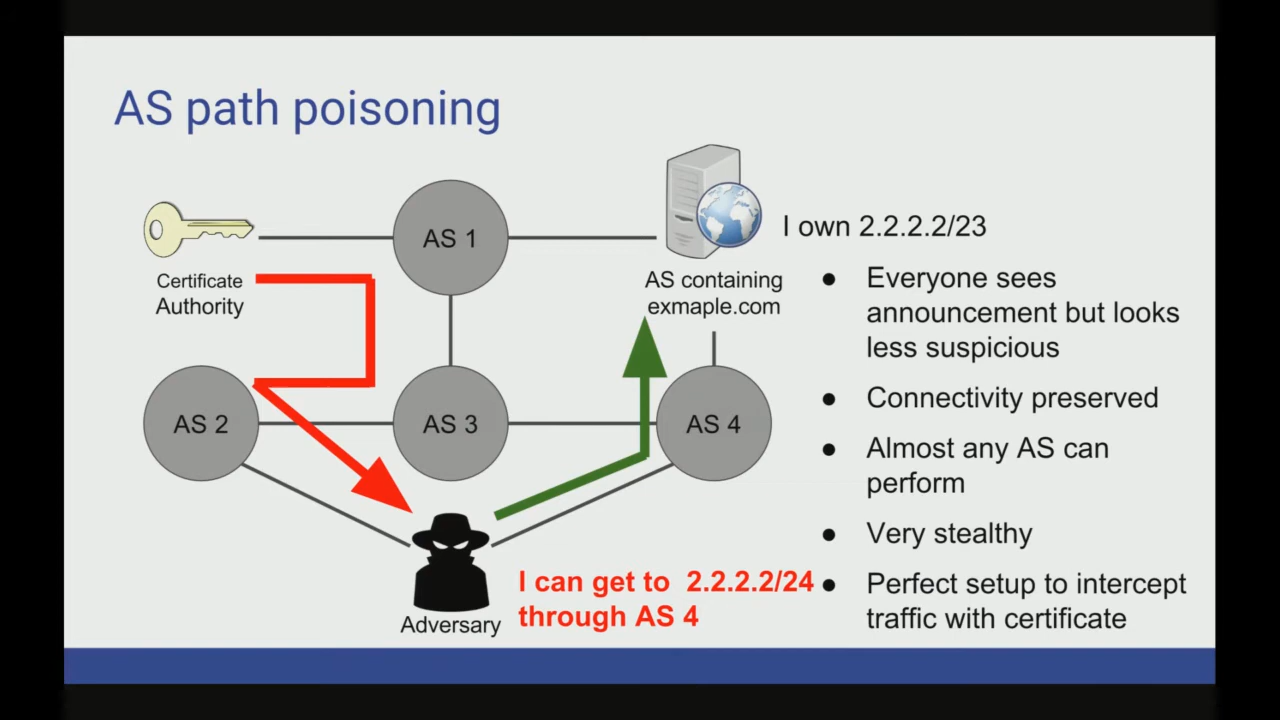 AS path poisoning
AS 1
I own 2.2.2.2/23
Certificate
Authority
AS containing
exmaple.com
AS 2
AS 3
AS 4
Adversary
I can get to 2.2.2.2/24
through AS 4
● Everyone sees
announcement but looks
less suspicious
● Connectivity preserved
● Almost any AS can
perform
● Very stealthy
● Perfect setup to intercept
traffic with certificate